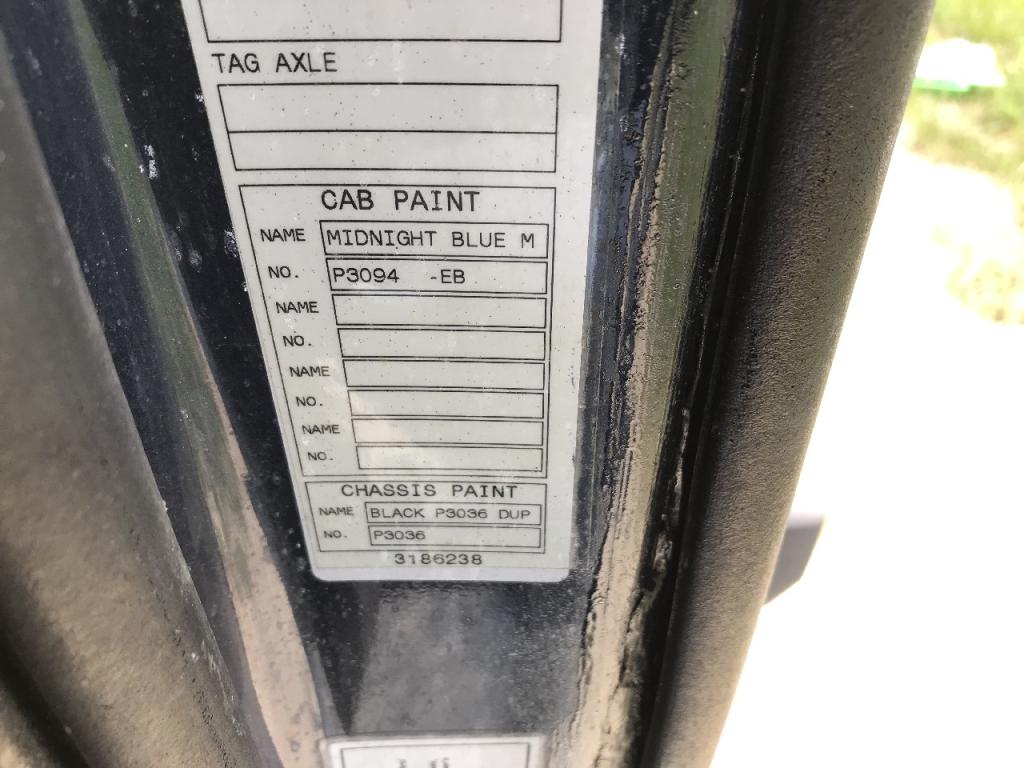 TAG AXLE
CAB PAINT
NAME MIDNIGHT BLUE M
NO. P3094 -EB
NAME
NO.
NAME
NO.
NAME
NO.
CHASSIS PAINT
NAME BLACK P3036 DUP
NO. P3036
3186238